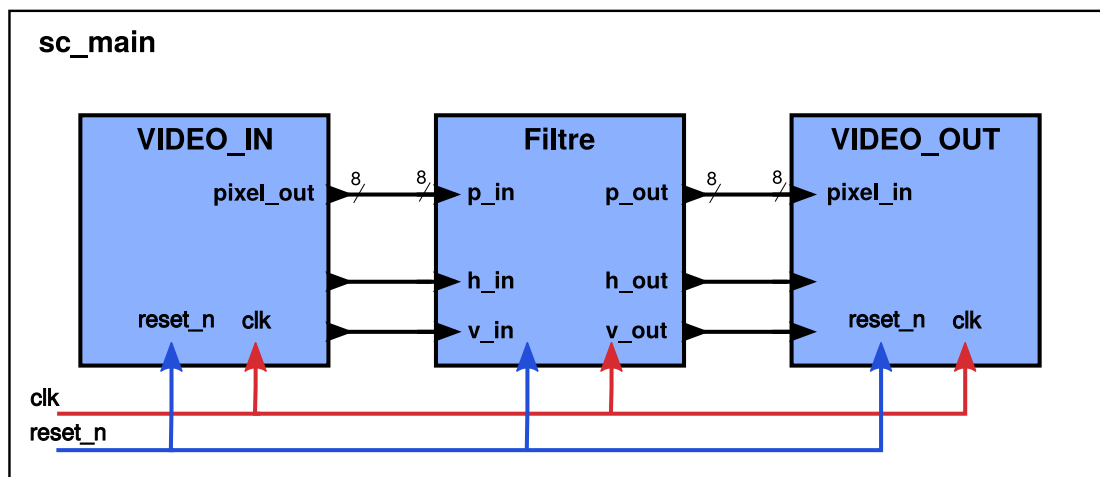 sc_main
VIDEO_IN Filtre VIDEO_OUT
8 8 8 8
pixel_out p_in p_out pixel_in
h_in h_out
reset_n clk v_in v_out reset_n clk
clk
reset_n